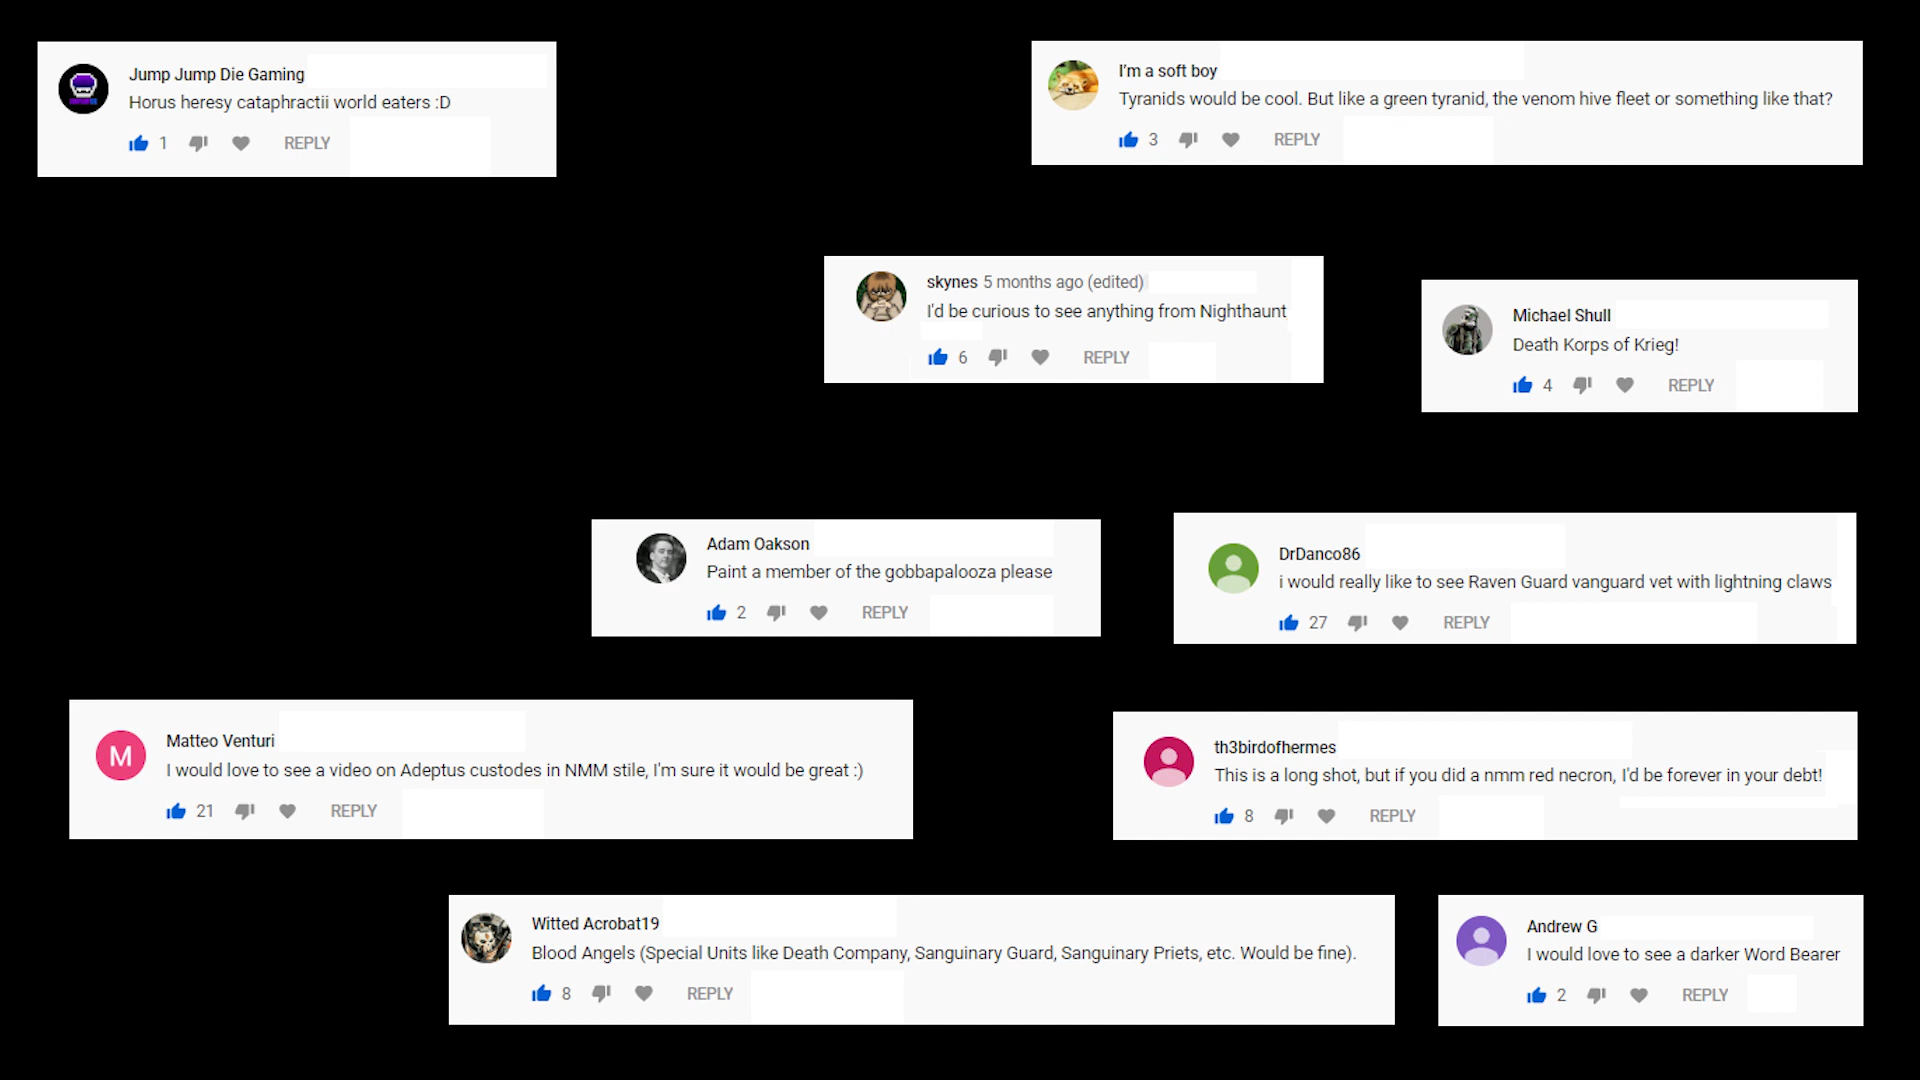 Jump Jump Die Gaming
Horus heresy cataphractii world eaters :D
1 REPLY
I'm a soft boy
Tyranids would be cool. But like a green tyranid, the venom hive fleet or something like that?
3 REPLY
skynes 5 months ago (edited)
I'd be curious to see anything from Nighthaunt
6 REPLY
Michael Shull
Death Korps of Krieg!
4 REPLY
Adam Oakson
Paint a member of the gobbapalooza please
2 REPLY
DrDanco86
i would really like to see Raven Guard vanguard vet with lightning claws
27 REPLY
M
Matteo Venturi
I would love to see a video on Adeptus custodes in NMM stile, I'm sure it would be great :)
21 REPLY
th3birdofhermes
This is a long shot, but if you did a nmm red necron, I'd be forever in your debt!
8 REPLY
Witted Acrobat19
Blood Angels (Special Units like Death Company, Sanguinary Guard, Sanguinary Priets, etc. Would be fine).
8 REPLY
Andrew G
I would love to see a darker Word Bearer
2 REPLY